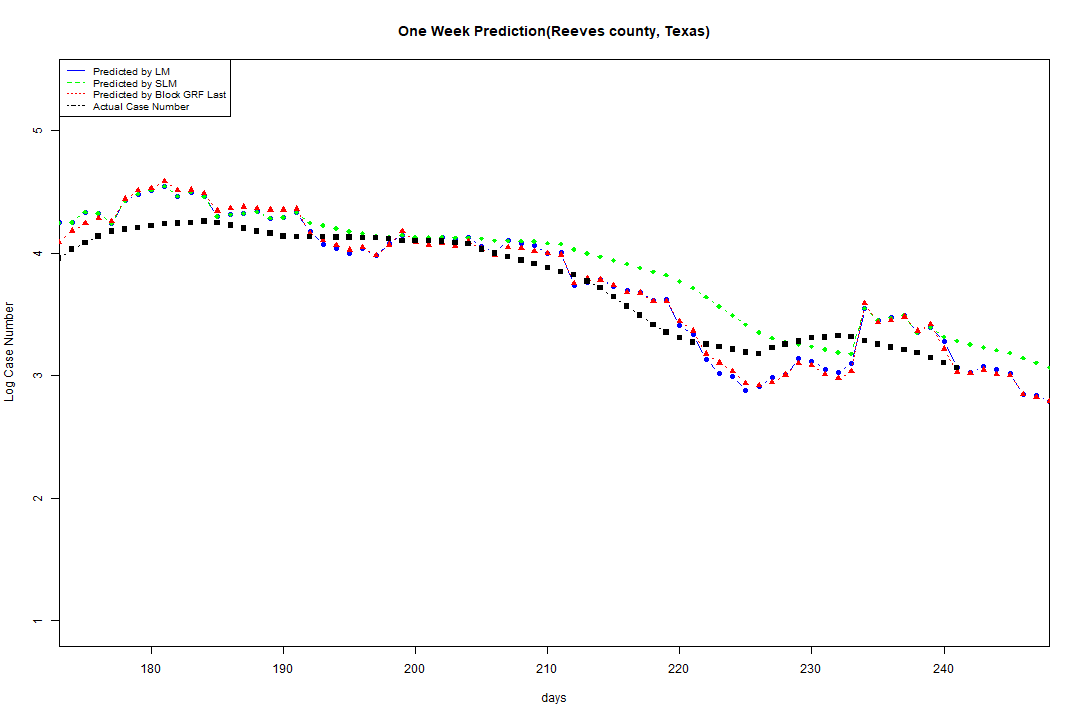 One Week Prediction(Reeves county, Texas)
Predicted by LM
Predicted by SLM
Predicted by Block GRF Last
Actual Case Number
5
4
3
2
1
Log Case Number
180 190 200 210 220 230 240
days